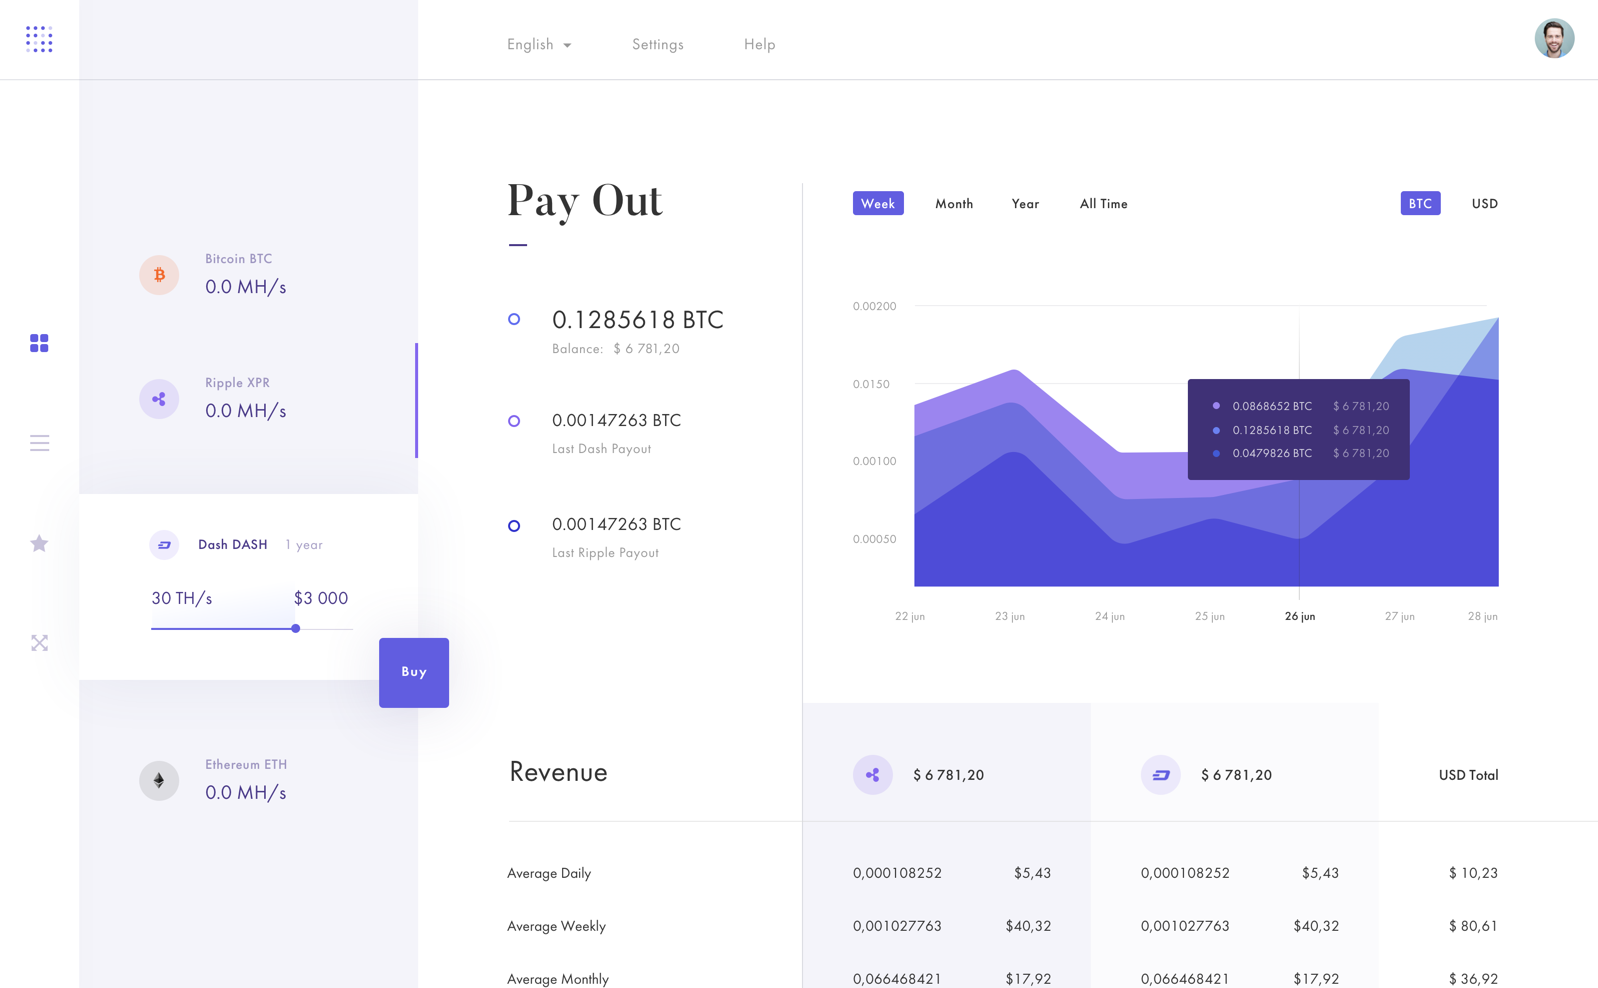 English
Settings
Help
Bitcoin BTC
0.0 MH/s
Ripple XPR
0.0 MH/s
Dash DASH 1 year
30 TH/s $3 000
Buy
Ethereum ETH
0.0 MH/s
Pay Out
0.1285618 BTC
Balance: $ 6 781,20
0.00147263 BTC
Last Dash Payout
0.00147263 BTC
Last Ripple Payout
Week Month Year All Time BTC USD
0.00200
0.0150
0.00100
0.00050
0.0868652 BTC $ 6 781,20
0.1285618 BTC $ 6 781,20
0.0479826 BTC $ 6 781,20
22 jun 23 jun 24 jun 25 jun 26 jun 27 jun 28 jun
Revenue $ 6 781,20 $ 6 781,20 USD Total
Average Daily 0,000108252 $5,43 0,000108252 $5,43 $ 10,23
Average Weekly 0,001027763 $40,32 0,001027763 $40,32 $ 80,61
Average Monthly 0,066468421 $17,92 0,066468421 $17,92 $ 36,92